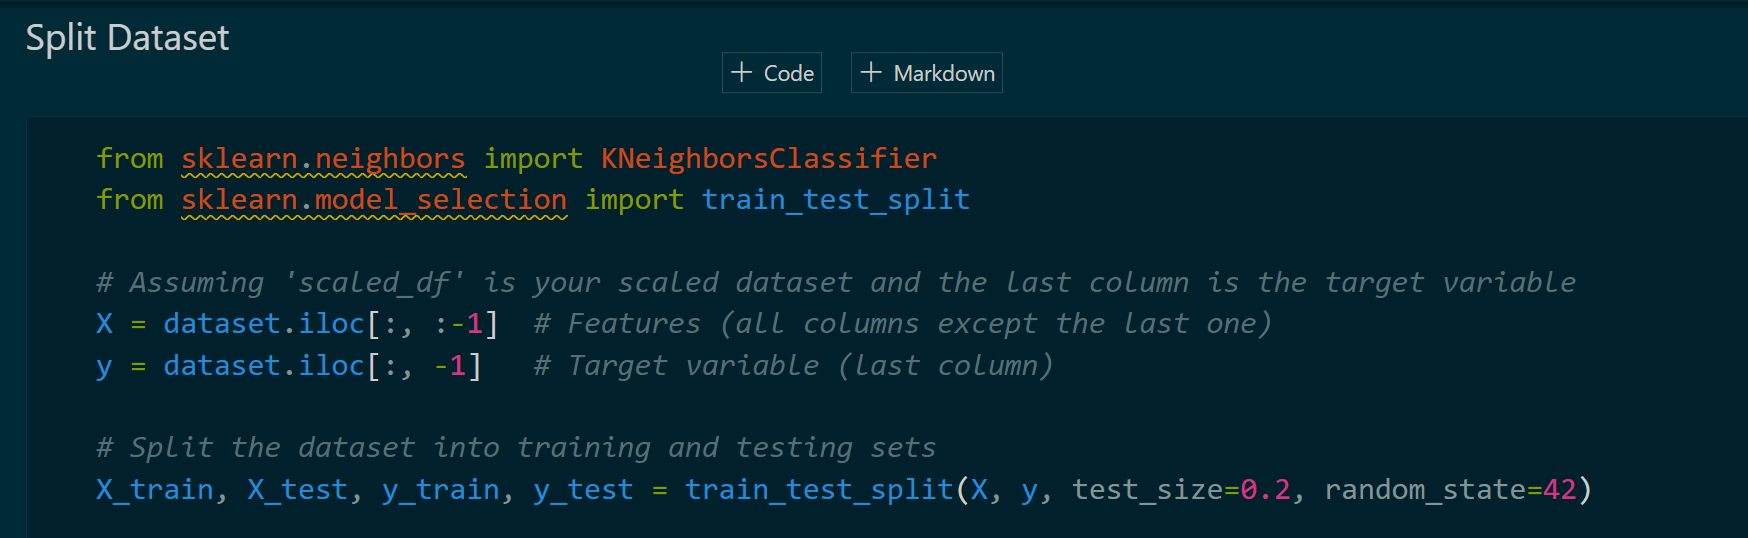 Split Dataset
+ Code + Markdown
from sklearn.neighbors import KNeighborsClassifier
from sklearn.model_selection import train_test_split
# Assuming 'scaled_df' is your scaled dataset and the last column is the target variable
X = dataset.iloc[:, :-1]  # Features (all columns except the last one)
y = dataset.iloc[:, -1]   # Target variable (last column)
# Split the dataset into training and testing sets
X_train, X_test, y_train, y_test = train_test_split(X, y, test_size=0.2, random_state=42)